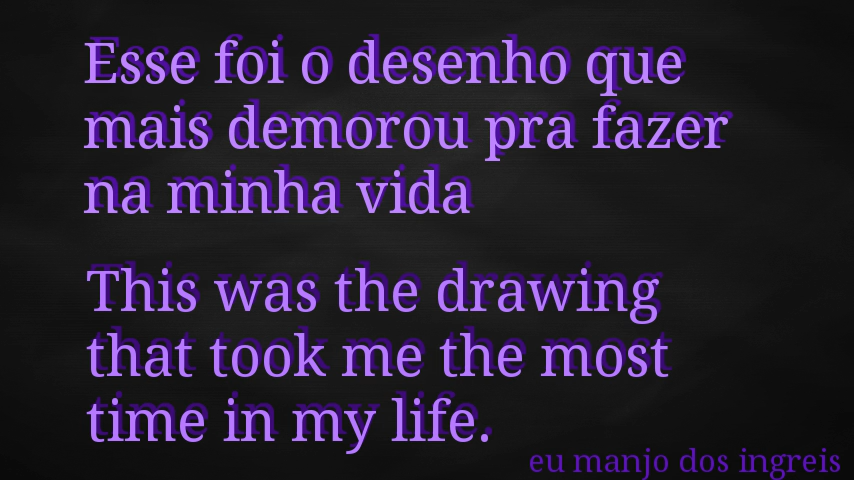 Esse foi o desenho que
mais demorou pra fazer
na minha vida
This was the drawing
that took me the most
time in my life.
eu manjo dos ingreis